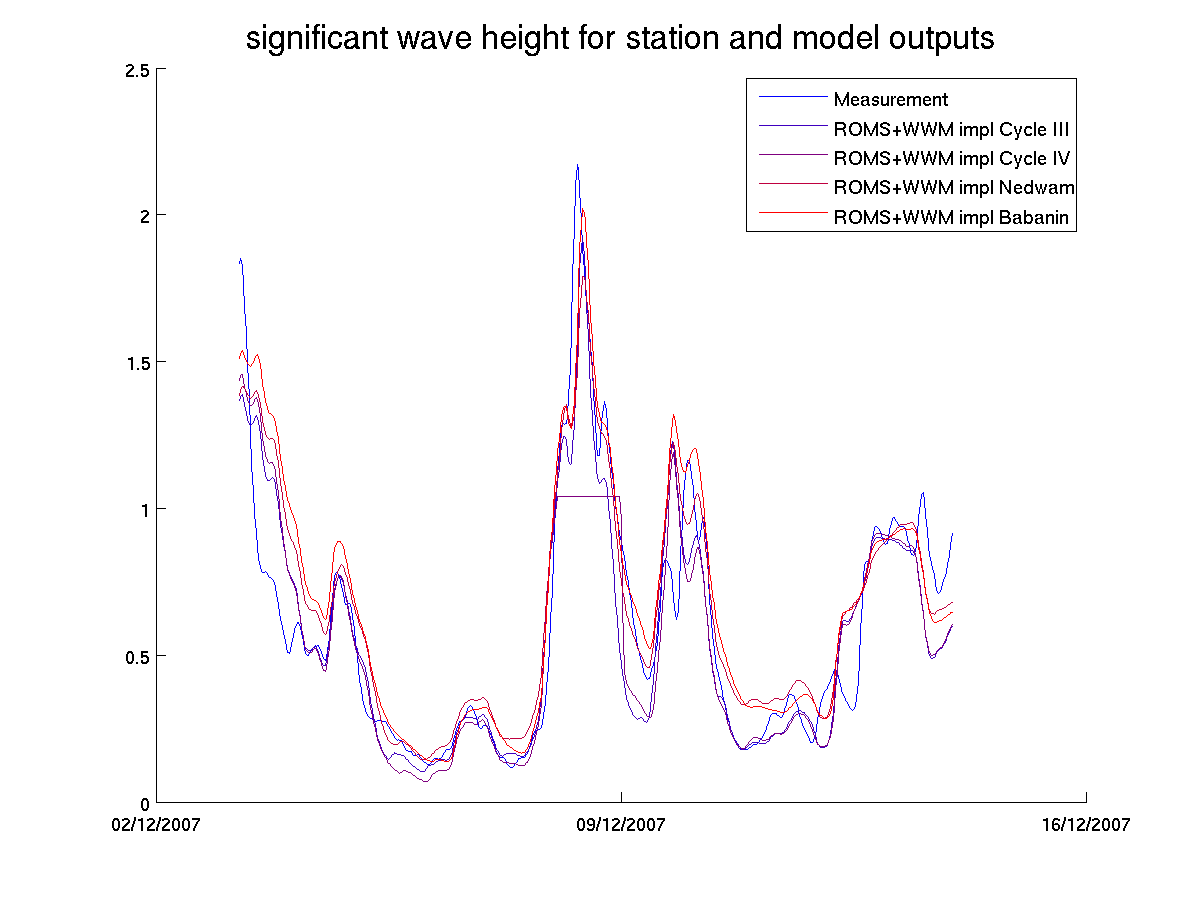 significant wave height for station and model outputs
2.5
2
1.5
1
0.5
0
02/12/2007
09/12/2007
16/12/2007
Measurement
ROMS+WWM impl Cycle III
ROMS+WWM impl Cycle IV
ROMS+WWM impl Nedwam
ROMS+WWM impl Babanin